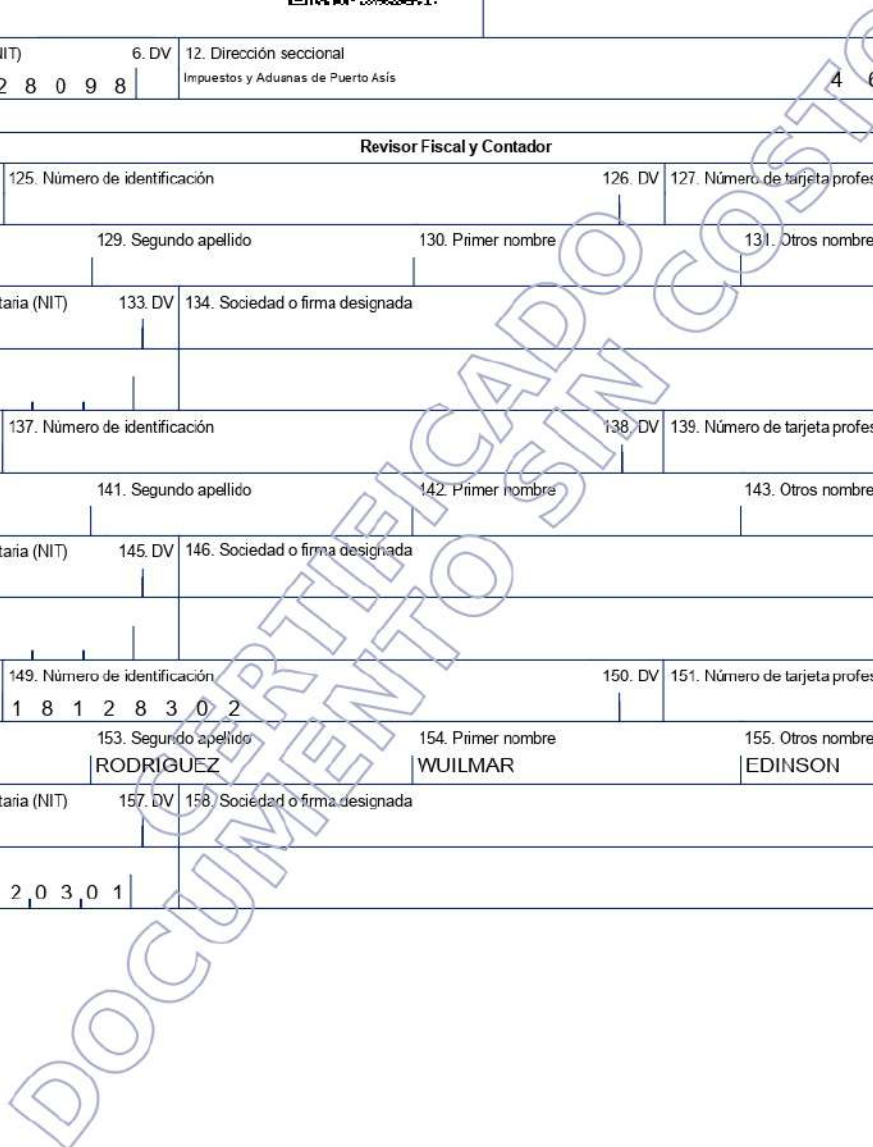 IIT) 6. DV 12. Dirección seccional
2 8 0 9 8 Impuestos y Aduanas de Puerto Asís 4 6
Revisor Fiscal y Contador
125. Número de identificación 126. DV 127. Número de tarjeta profes
129. Segundo apellido 130. Primer nombre 131. Otros nombre
taria (NIT) 133. DV 134. Sociedad o firma designada
137. Número de identificación 138. DV 139. Número de tarjeta profes
141. Segundo apellido 142. Primer nombre 143. Otros nombre
taria (NIT) 145. DV 146. Sociedad o firma designada
149. Número de identificación 150. DV 151. Número de tarjeta profes
1 8 1 2 8 3 0 2
153. Segundo apellido 154. Primer nombre 155. Otros nombre
RODRIGUEZ WUILMAR EDINSON
taria (NIT) 157. DV 158. Sociedad o firma designada
2 0 3 0 1
CERTIFICADO
DOCUMENTO SIN COSTO